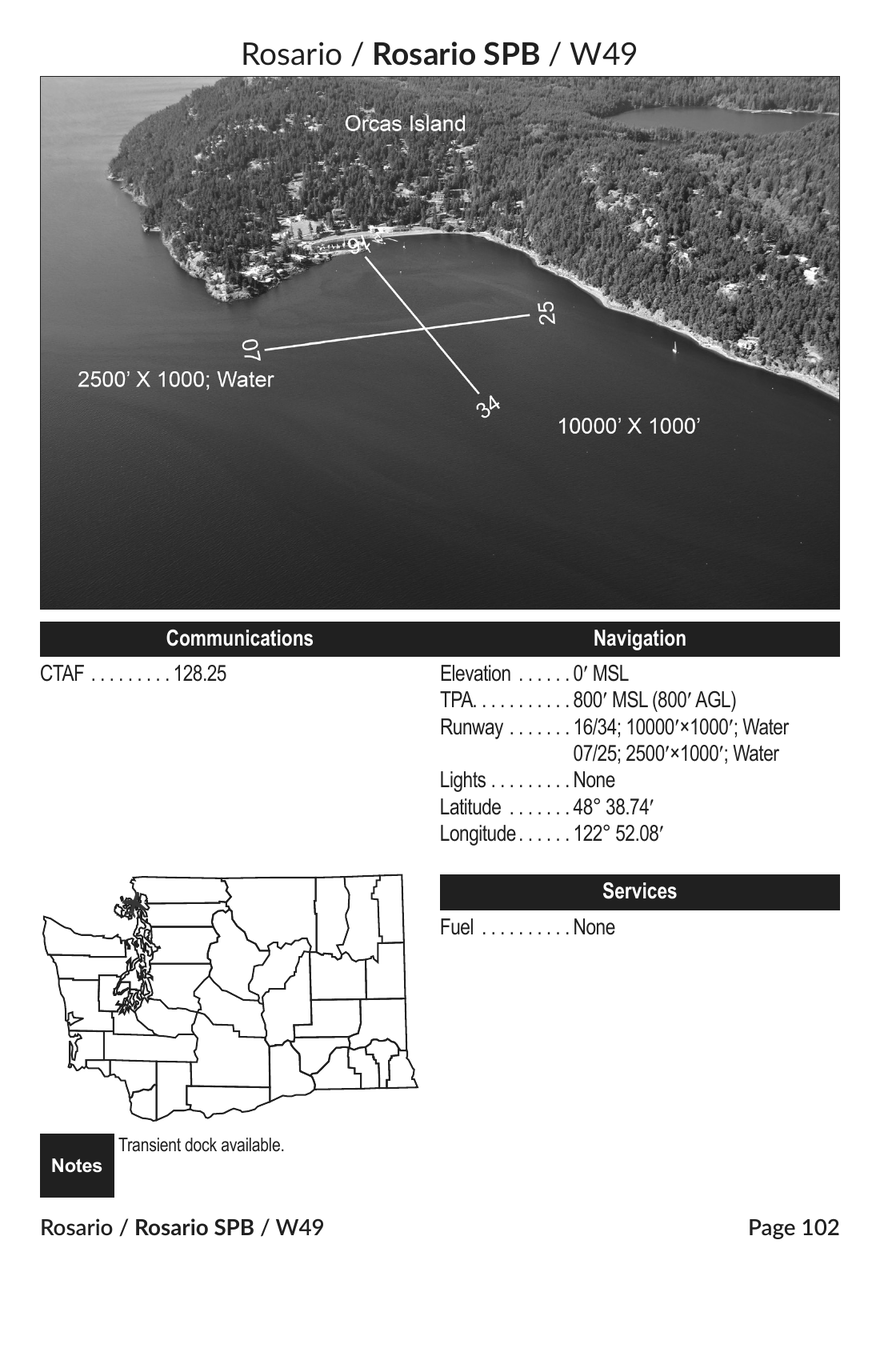 Rosario / Rosario SPB / W49
Orcas Island
16
25
07
2500’ X 1000; Water
34
10000’ X 1000’
Communications
CTAF . . . . . . . . . 128.25
Navigation
Elevation . . . . . . 0′ MSL
TPA. . . . . . . . . . . 800′ MSL (800′ AGL)
Runway . . . . . . . 16/34; 10000′×1000′; Water
07/25; 2500′×1000′; Water
Lights . . . . . . . . . None
Latitude . . . . . . . 48° 38.74′
Longitude . . . . . . 122° 52.08′
Services
Fuel . . . . . . . . . . None
Notes
Transient dock available.
Rosario / Rosario SPB / W49
Page 102